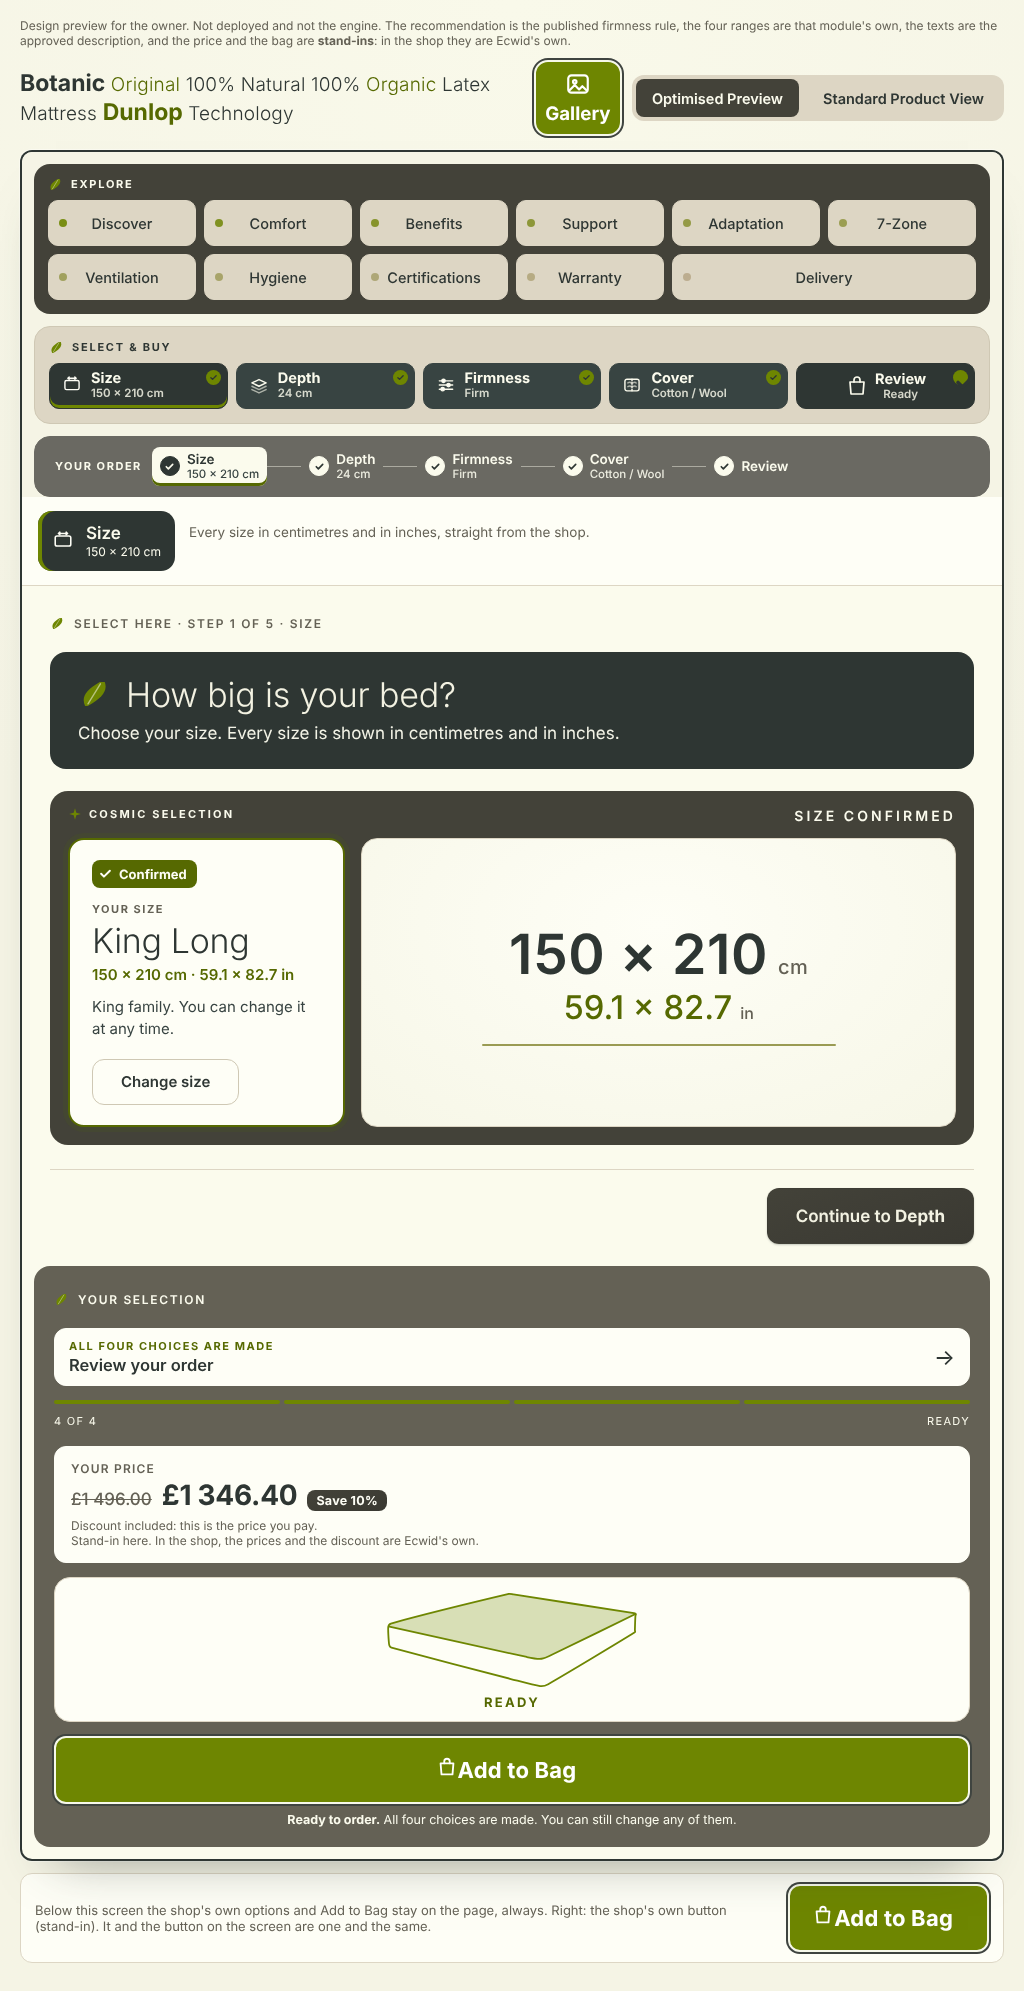 Design preview for the owner. Not deployed and not the engine. The recommendation is the published firmness rule, the four ranges are that module's own, the texts are the
approved description, and the price and the bag are stand-ins: in the shop they are Ecwid's own.
Botanic Original 100% Natural 100% Organic Latex
Mattress Dunlop Technology
Gallery
Optimised Preview
Standard Product View
EXPLORE
Discover
Comfort
Benefits
Support
Adaptation
7-Zone
Ventilation
Hygiene
Certifications
Warranty
Delivery
SELECT & BUY
Size
150 × 210 cm
Depth
24 cm
Firmness
Firm
Cover
Cotton / Wool
Review
Ready
YOUR ORDER
Size
150 × 210 cm
Depth
24 cm
Firmness
Firm
Cover
Cotton / Wool
Review
Size
150 × 210 cm
Every size in centimetres and in inches, straight from the shop.
SELECT HERE · STEP 1 OF 5 · SIZE
How big is your bed?
Choose your size. Every size is shown in centimetres and in inches.
COSMIC SELECTION
SIZE CONFIRMED
Confirmed
YOUR SIZE
King Long
150 × 210 cm · 59.1 × 82.7 in
King family. You can change it
at any time.
Change size
150 × 210 cm
59.1 × 82.7 in
Continue to Depth
YOUR SELECTION
ALL FOUR CHOICES ARE MADE
Review your order
4 OF 4
READY
YOUR PRICE
£1 496.00 £1 346.40 Save 10%
Discount included: this is the price you pay.
Stand-in here. In the shop, the prices and the discount are Ecwid's own.
READY
Add to Bag
Ready to order. All four choices are made. You can still change any of them.
Below this screen the shop's own options and Add to Bag stay on the page, always. Right: the shop's own button
(stand-in). It and the button on the screen are one and the same.
Add to Bag